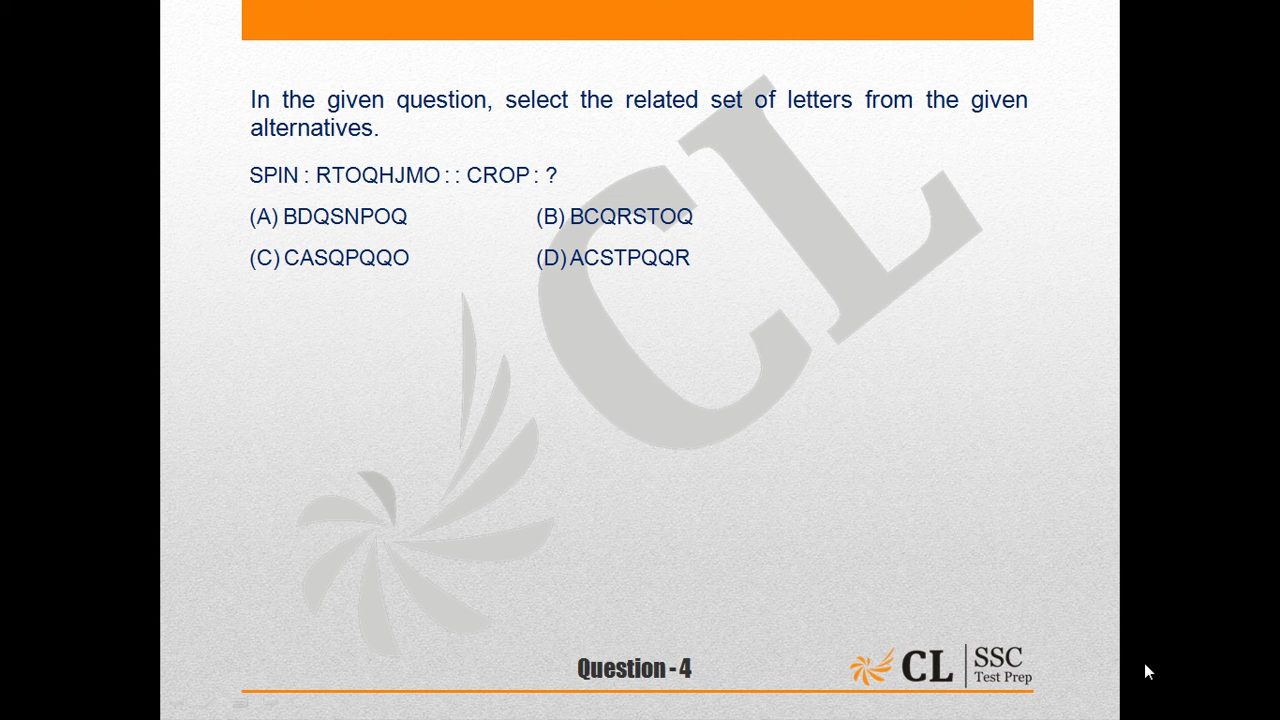 In the given question, select the related set of letters from the given
alternatives.
SPIN : RTOQHJMO : : CROP : ?
(A) BDQSNPOQ (B) BCQRSTOQ
(C) CASQPQQO (D) ACSTPQQR
CL
Question - 4
CL SSC
Test Prep